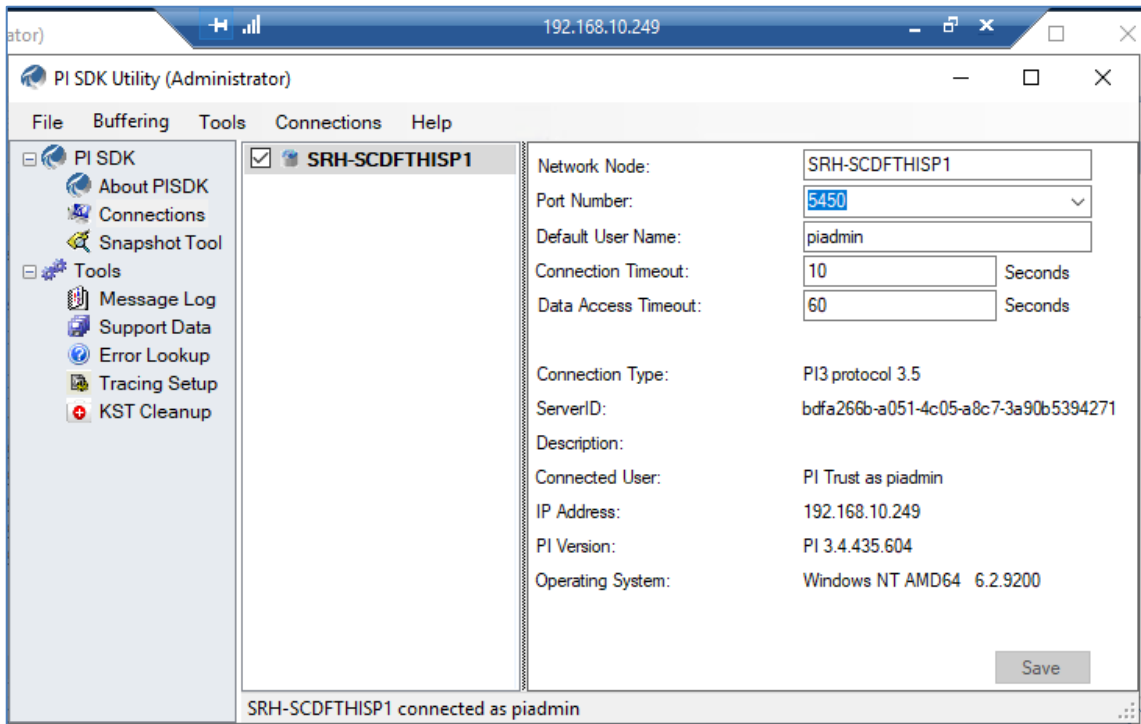 ator)
192.168.10.249
PI SDK Utility (Administrator)
File Buffering Tools Connections Help
PI SDK
About PISDK
Connections
Snapshot Tool
Tools
Message Log
Support Data
Error Lookup
Tracing Setup
KST Cleanup
SRH-SCDFTHISP1
Network Node: SRH-SCDFTHISP1
Port Number: 5450
Default User Name: piadmin
Connection Timeout: 10 Seconds
Data Access Timeout: 60 Seconds
Connection Type: PI3 protocol 3.5
ServerID: bdfa266b-a051-4c05-a8c7-3a90b5394271
Description:
Connected User: PI Trust as piadmin
IP Address: 192.168.10.249
PI Version: PI 3.4.435.604
Operating System: Windows NT AMD64 6.2.9200
Save
SRH-SCDFTHISP1 connected as piadmin